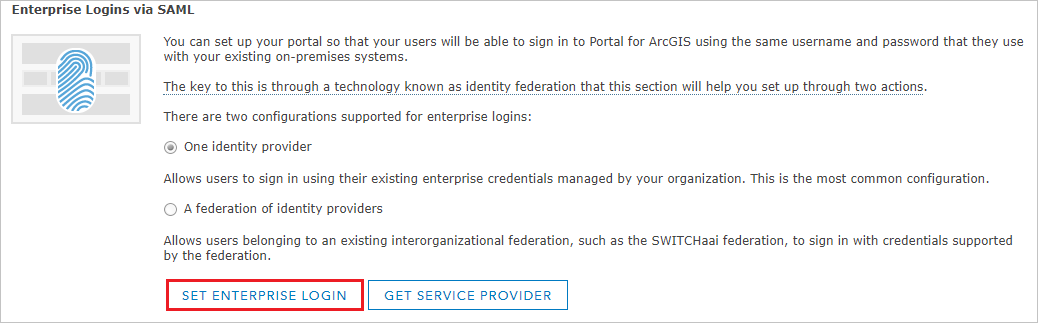 Enterprise Logins via SAML
You can set up your portal so that your users will be able to sign in to Portal for ArcGIS using the same username and password that they use
with your existing on-premises systems.
The key to this is through a technology known as identity federation that this section will help you set up through two actions.
There are two configurations supported for enterprise logins:
One identity provider
Allows users to sign in using their existing enterprise credentials managed by your organization. This is the most common configuration.
A federation of identity providers
Allows users belonging to an existing interorganizational federation, such as the SWITCHaai federation, to sign in with credentials supported
by the federation.
SET ENTERPRISE LOGIN
GET SERVICE PROVIDER